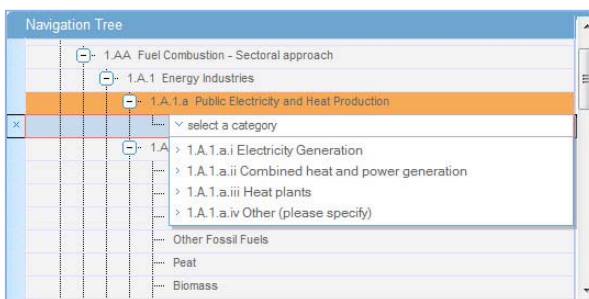 Navigation Tree
1.AA Fuel Combustion - Sectoral approach
1.A.1 Energy Industries
1.A.1.a Public Electricity and Heat Production
select a category
1.A
1.A.1.a.i Electricity Generation
1.A.1.a.ii Combined heat and power generation
1.A.1.a.iii Heat plants
1.A.1.a.iv Other (please specify)
Other Fossil Fuels
Peat
Biomass